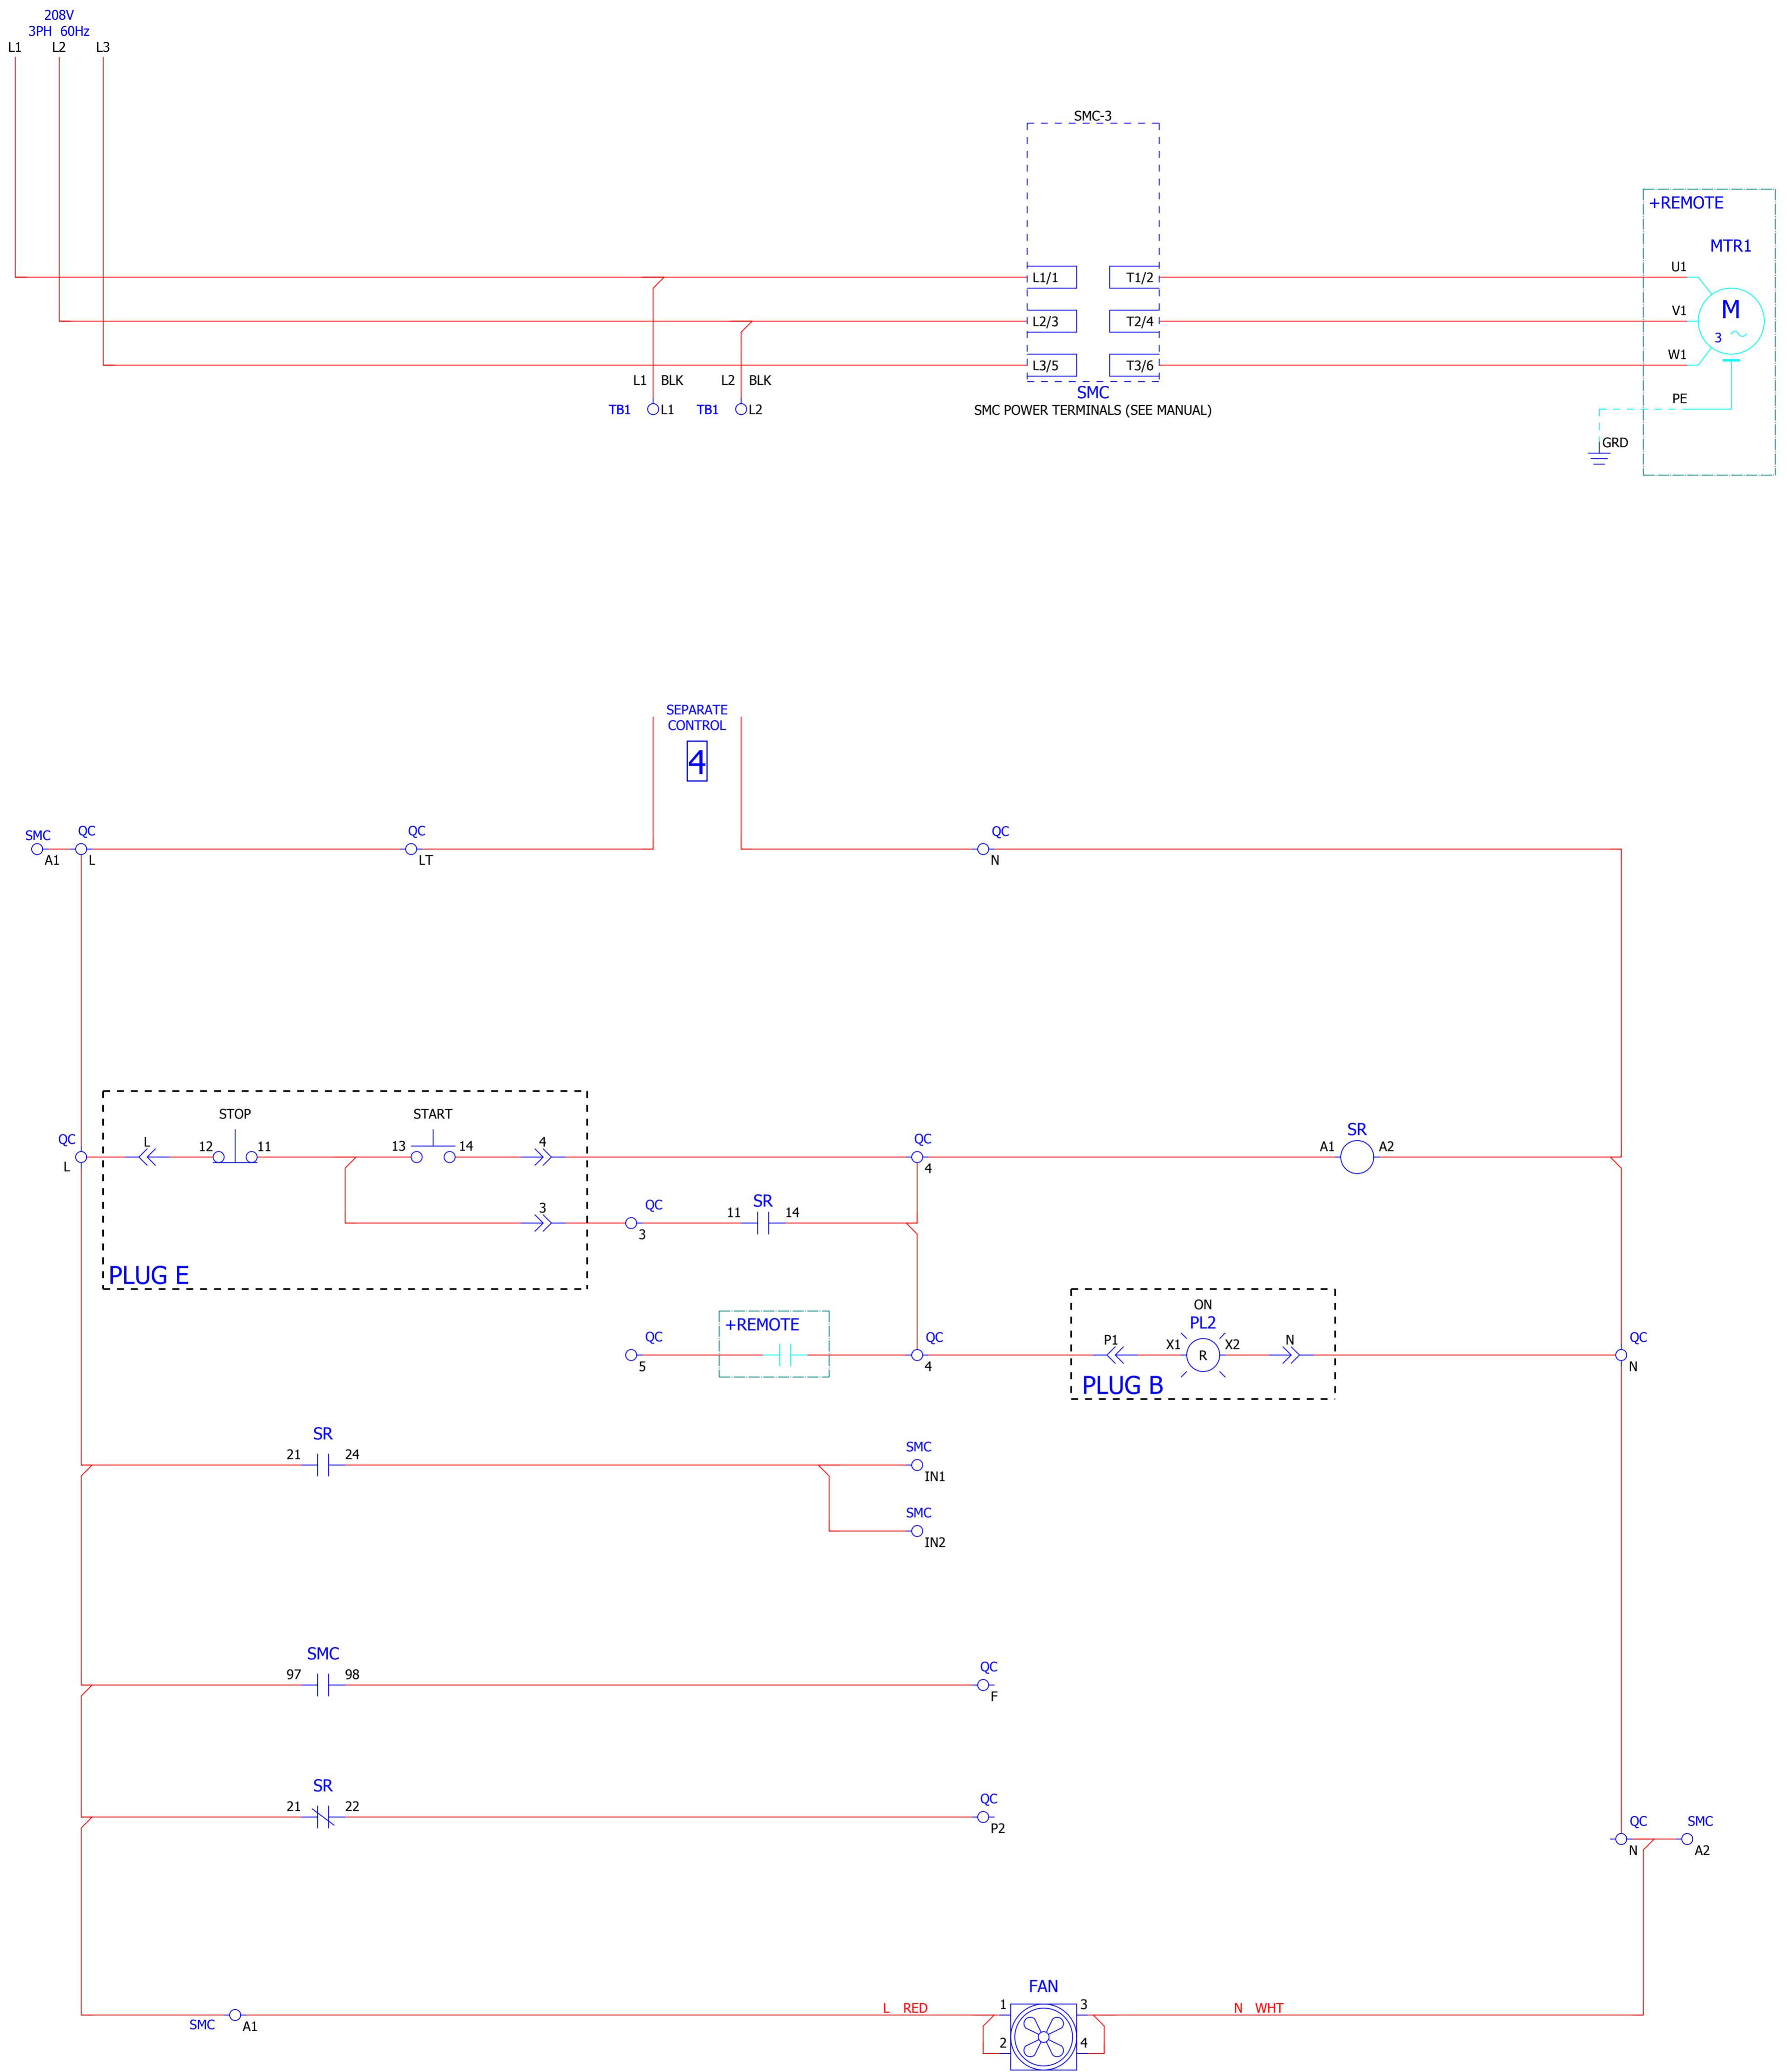 208V
3PH 60Hz
L1 L2 L3
SMC-3
+REMOTE
MTR1
L1/1 T1/2 U1
L2/3 T2/4 V1 M
3
L3/5 T3/6 W1
L1 BLK L2 BLK
SMC
PE
TB1 L1 TB1 L2 SMC POWER TERMINALS (SEE MANUAL)
GRD
SEPARATE
CONTROL
4
SMC QC QC QC
A1 L LT N
STOP START
QC L 12 11 13 14 4 QC A1 SR A2
L 4
3 QC 11 SR 14
3
PLUG E
ON
+REMOTE PL2
QC QC P1 X1 R X2 N QC
5 4 N
PLUG B
SR SMC
21 24
IN1
SMC
IN2
SMC QC
97 98
F
SR QC
21 22
P2
QC SMC
N A2
FAN
L RED 1 3 N WHT
SMC A1
2 4